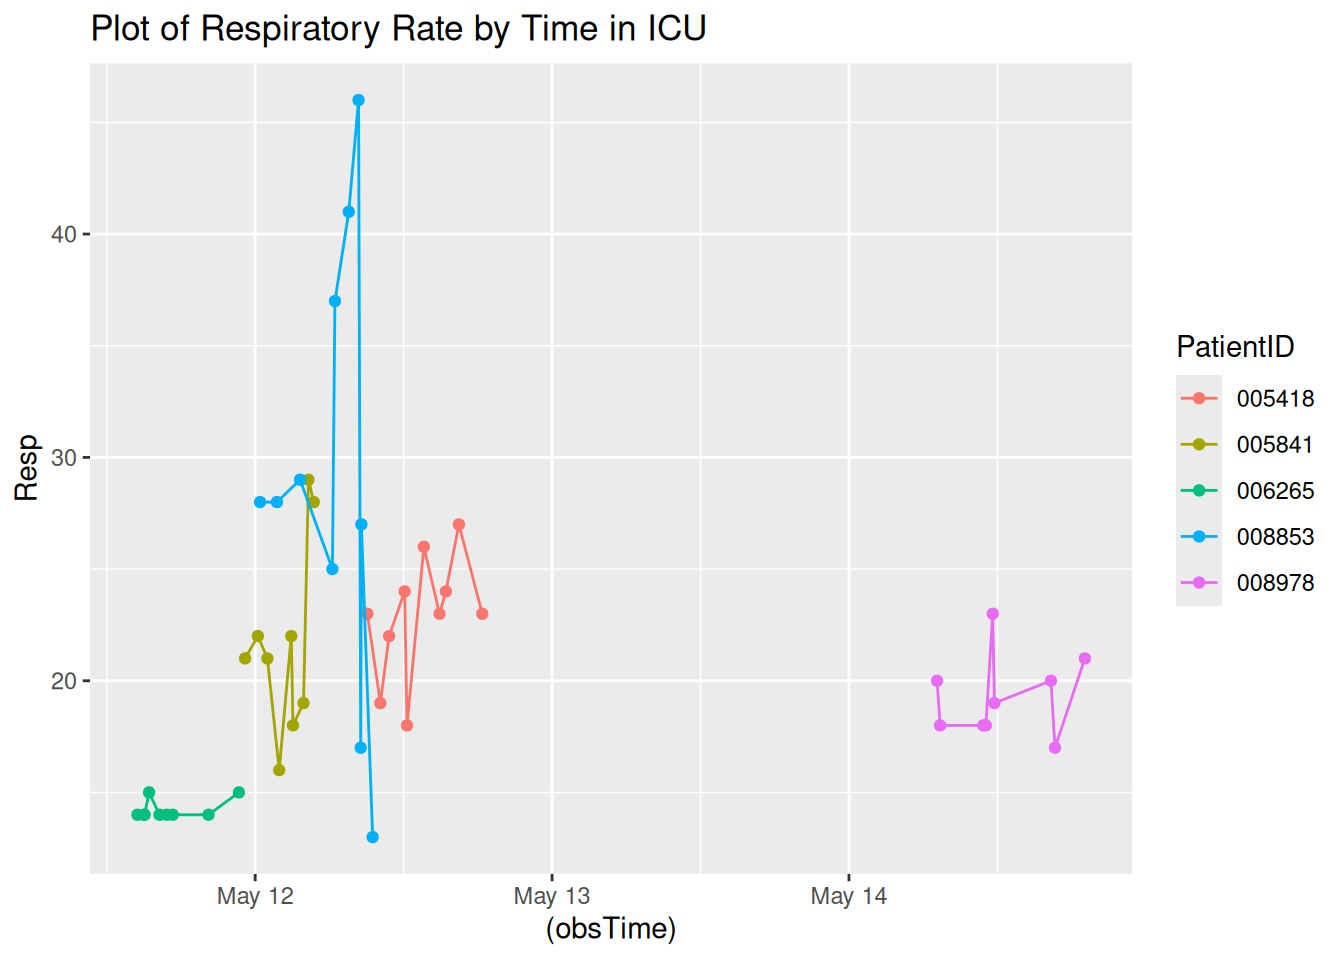 Plot of Respiratory Rate by Time in ICU
Resp
40
30
20
May 12
May 13
May 14
(obsTime)
PatientID
005418
005841
006265
008853
008978